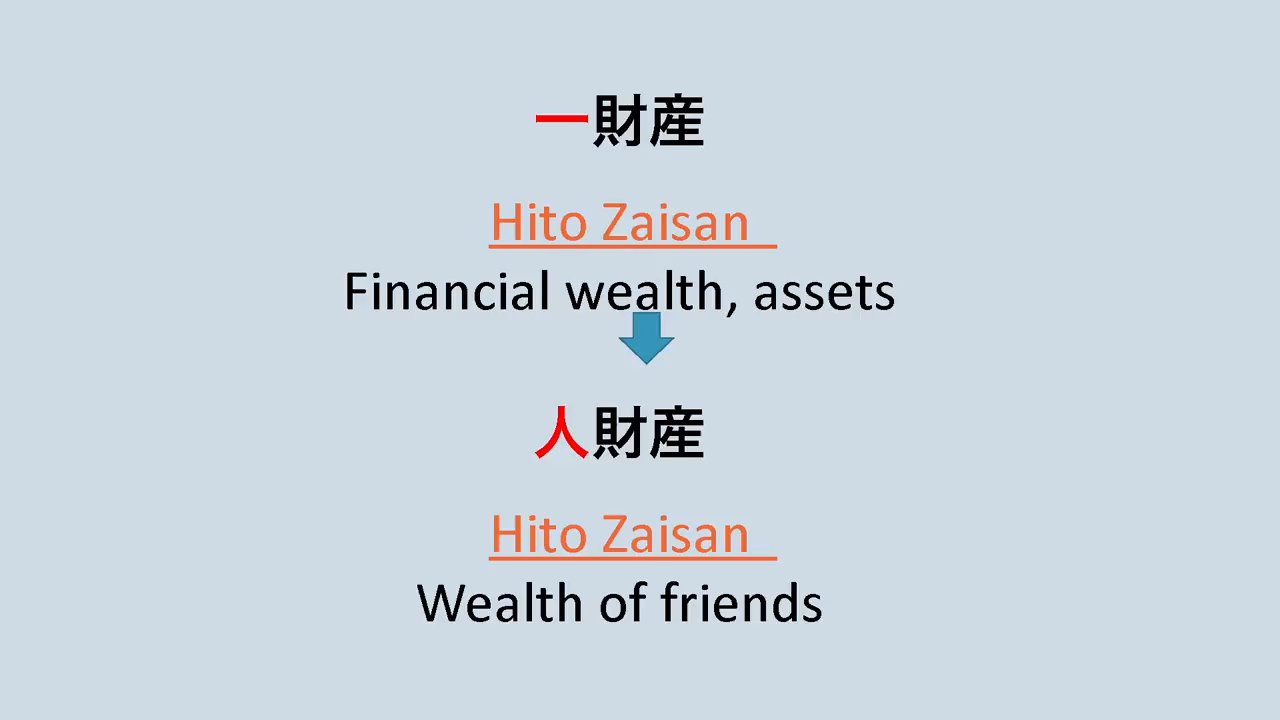 一財産
Hito Zaisan
Financial wealth, assets
人財産
Hito Zaisan
Wealth of friends